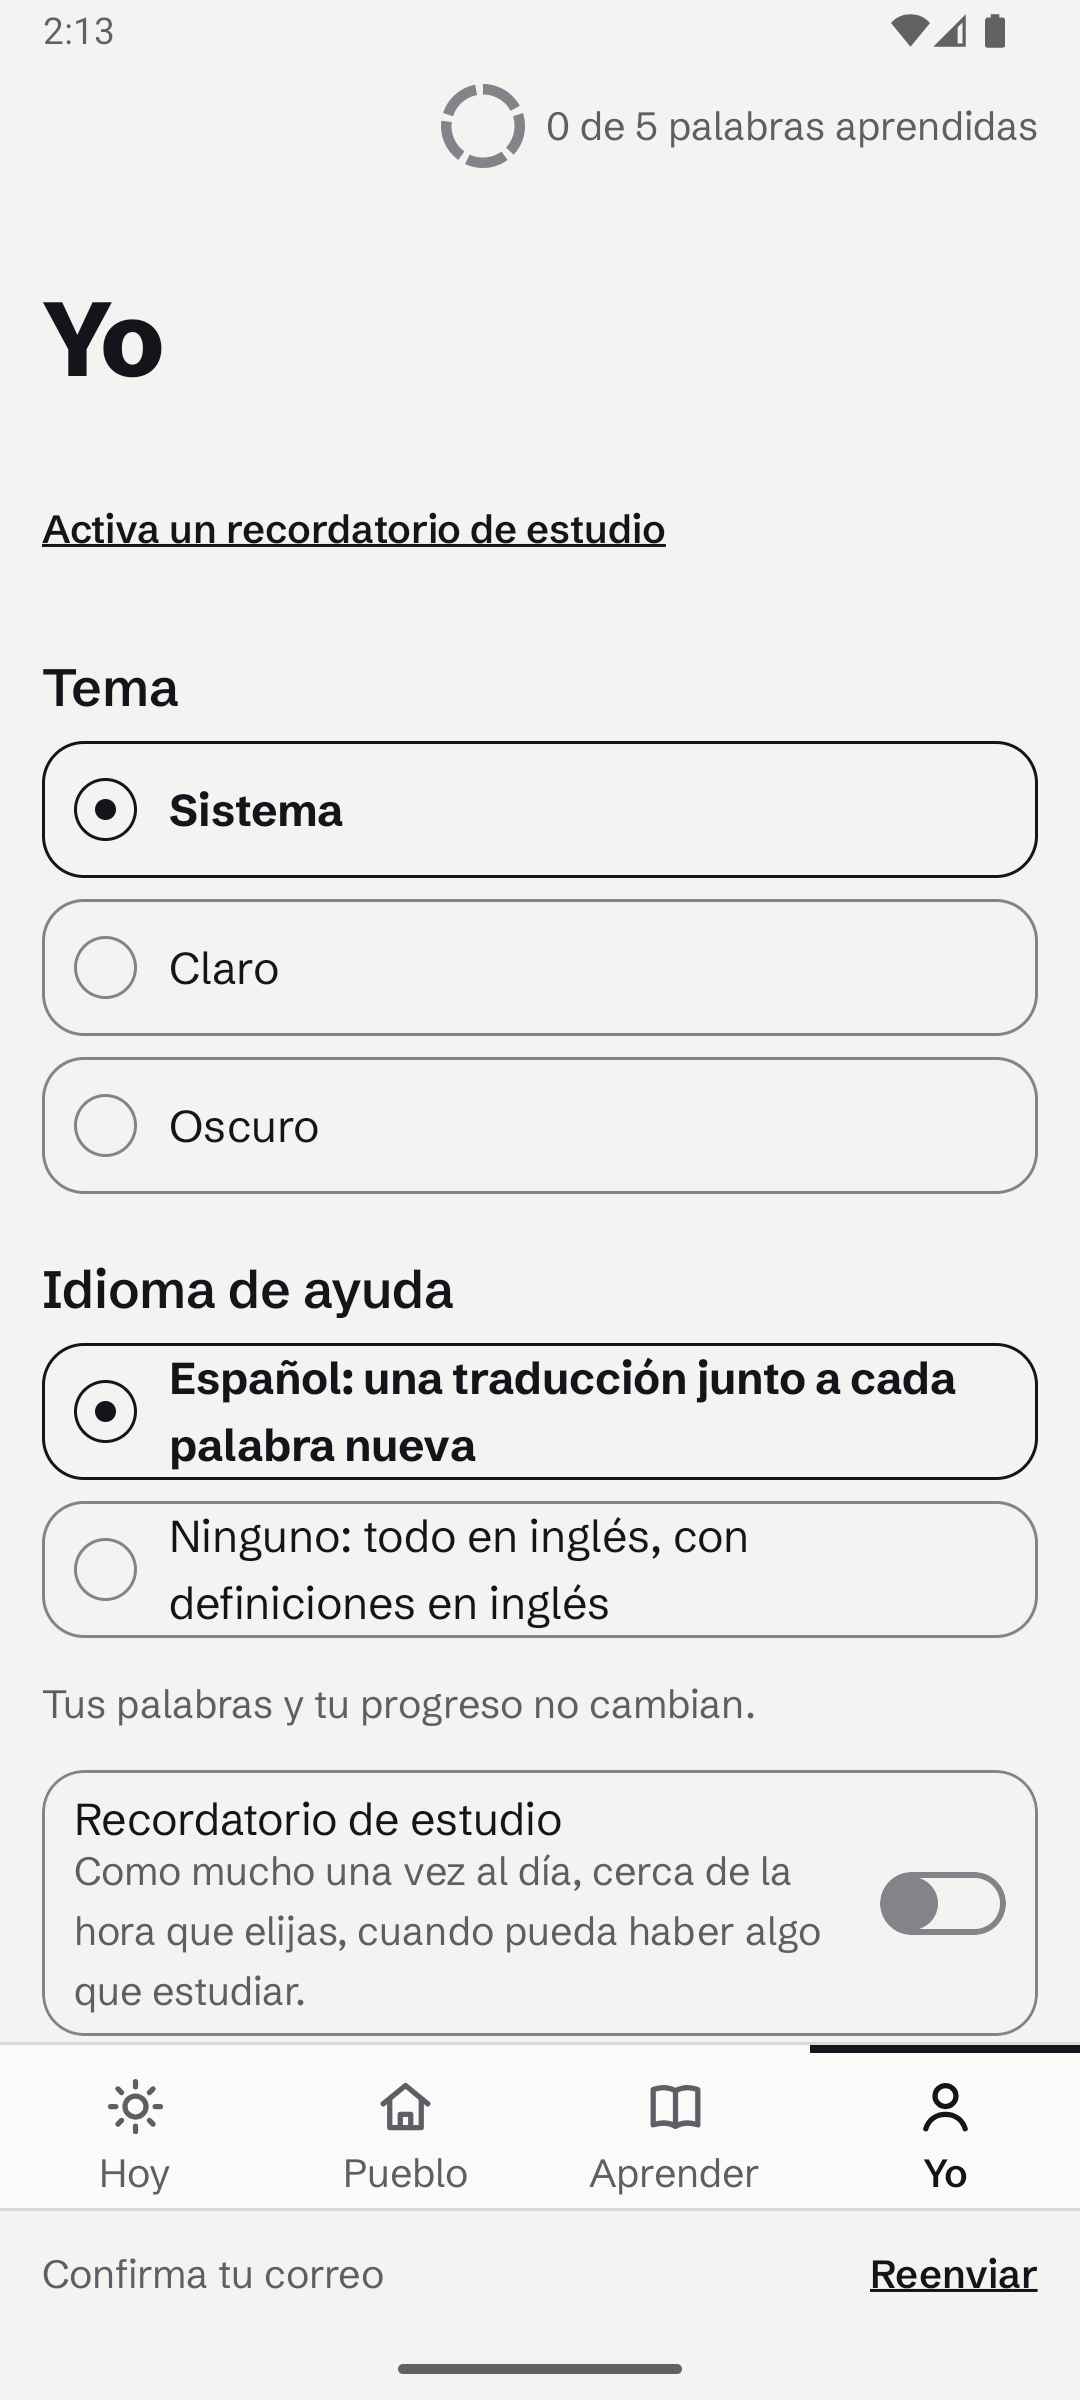 2:13
0 de 5 palabras aprendidas
Yo
Activa un recordatorio de estudio
Tema
Sistema
Claro
Oscuro
Idioma de ayuda
Español: una traducción junto a cada
palabra nueva
Ninguno: todo en inglés, con
definiciones en inglés
Tus palabras y tu progreso no cambian.
Recordatorio de estudio
Como mucho una vez al día, cerca de la
hora que elijas, cuando pueda haber algo
que estudiar.
Hoy
Pueblo
Aprender
Yo
Confirma tu correo
Reenviar